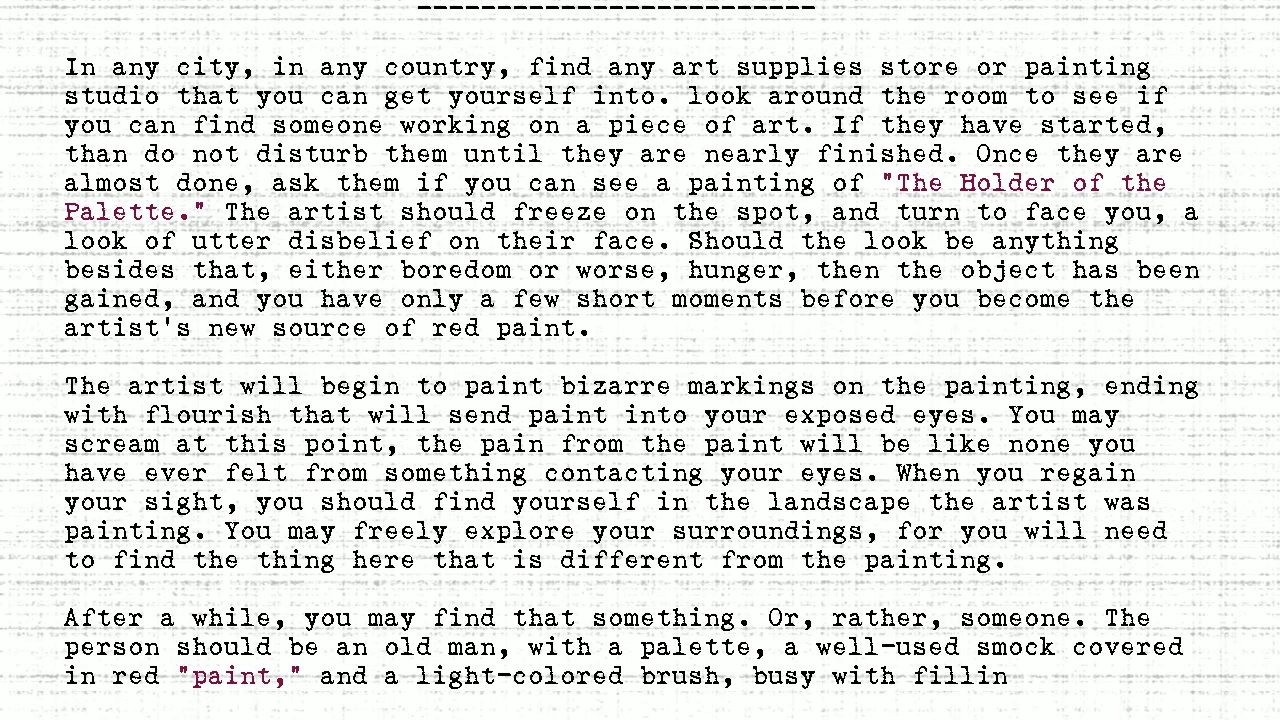 -------------------------
In any city, in any country, find any art supplies store or painting
studio that you can get yourself into. look around the room to see if
you can find someone working on a piece of art. If they have started,
than do not disturb them until they are nearly finished. Once they are
almost done, ask them if you can see a painting of "The Holder of the
Palette." The artist should freeze on the spot, and turn to face you, a
look of utter disbelief on their face. Should the look be anything
besides that, either boredom or worse, hunger, then the object has been
gained, and you have only a few short moments before you become the
artist's new source of red paint.

The artist will begin to paint bizarre markings on the painting, ending
with flourish that will send paint into your exposed eyes. You may
scream at this point, the pain from the paint will be like none you
have ever felt from something contacting your eyes. When you regain
your sight, you should find yourself in the landscape the artist was
painting. You may freely explore your surroundings, for you will need
to find the thing here that is different from the painting.

After a while, you may find that something. Or, rather, someone. The
person should be an old man, with a palette, a well-used smock covered
in red "paint," and a light-colored brush, busy with fillin